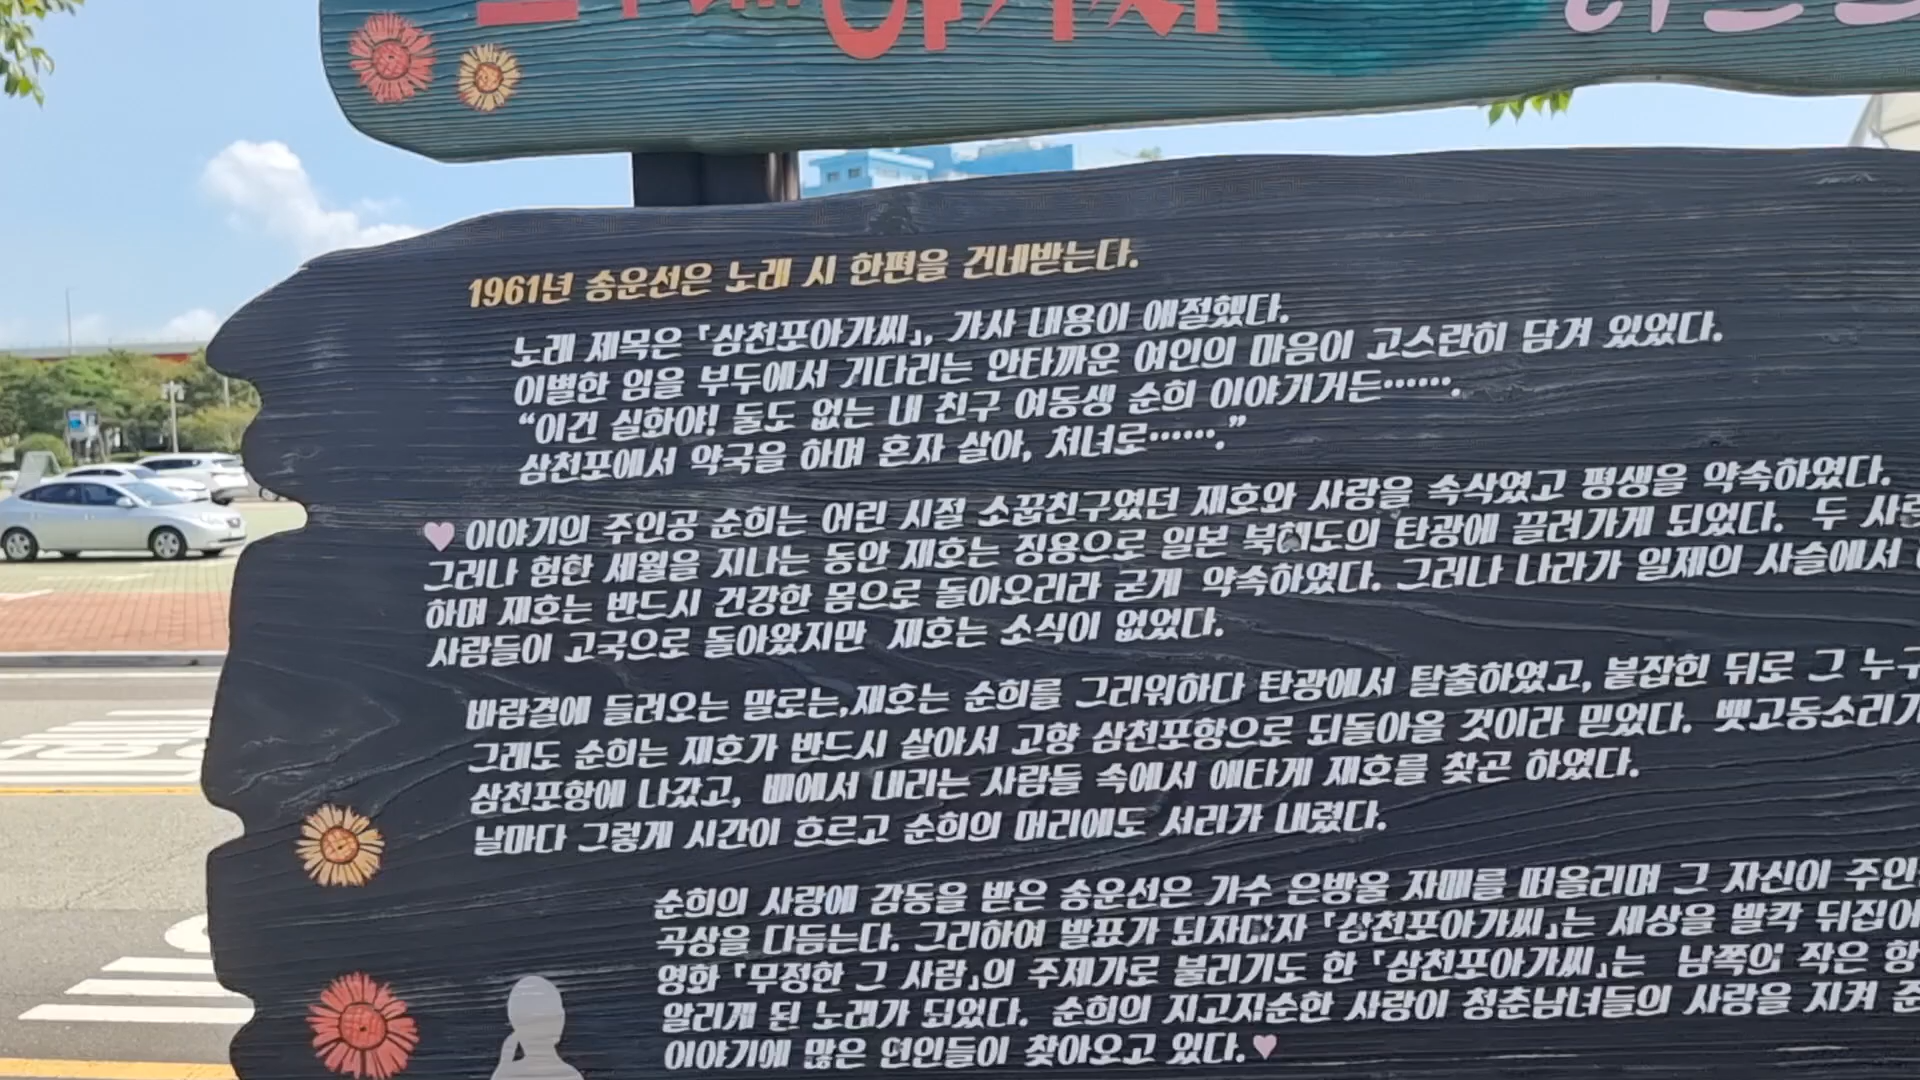 1961년 송운선은 노래 시 한편을 건네받는다.
노래 제목은 『삼천포아가씨』, 가사 내용이 애절했다.
이별한 임을 부두에서 기다리는 안타까운 여인의 마음이 고스란히 담겨 있었다.
“이건 실화야! 둘도 없는 내 친구 여동생 순희 이야기거든…….
삼천포에서 약국을 하며 혼자 살아, 처녀로…….”
♥ 이야기의 주인공 순희는 어린 시절 소꿉친구였던 재호와 사랑을 속삭였고 평생을 약속하였다.
그러나 험한 세월을 지나는 동안 재호는 징용으로 일본 북해도의 탄광에 끌려가게 되었다. 두
하며 재호는 반드시 건강한 몸으로 돌아오리라 굳게 약속하였다. 그러나 나라가 일제의 사슬에서
사람들이 고국으로 돌아왔지만 재호는 소식이 없었다.
바람결에 들려오는 말로는,재호는 순희를 그리워하다 탄광에서 탈출하였고, 붙잡힌 뒤로 그
그래도 순희는 재호가 반드시 살아서 고향 삼천포항으로 되돌아올 것이라 믿었다. 뱃고동소리가
삼천포항에 나갔고, 배에서 내리는 사람들 속에서 애타게 재호를 찾곤 하였다.
날마다 그렇게 시간이 흐르고 순희의 머리에도 서리가 내렸다.
순희의 사랑에 감동을 받은 송운선은 가수 은방울 자매를 떠올리며 그 자신이
곡상을 다듬는다. 그리하여 발표가 되자마자 『삼천포아가씨』는 세상을 발칵
영화 『무정한 그 사람』의 주제가로 불리기도 한 『삼천포아가씨』는 남쪽의 작은
알리게 된 노래가 되었다. 순희의 지고지순한 사랑이 청춘남녀들의 사랑을 지켜
이야기에 많은 연인들이 찾아오고 있다.♥